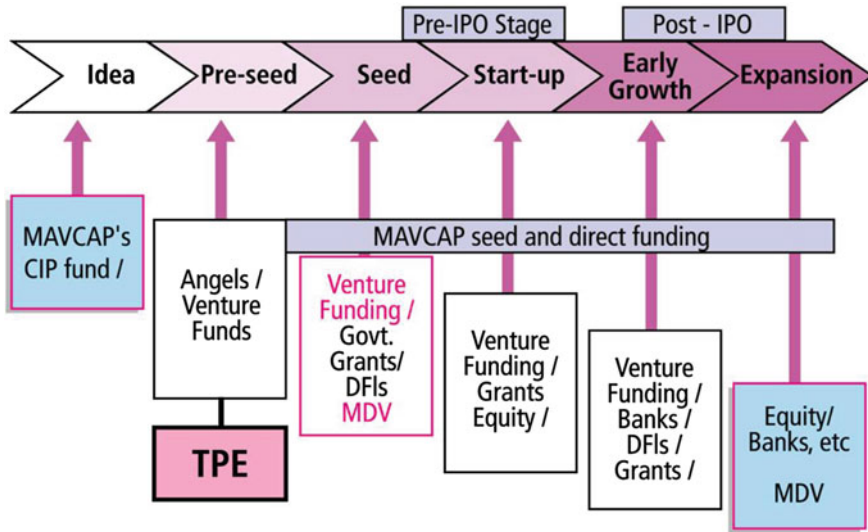 Pre-IPO Stage
Post - IPO
Idea
Pre-seed
Seed
Start-up
Early
Growth
Expansion
MAVCAP's
CIP fund /
MAVCAP seed and direct funding
Angels /
Venture
Funds
TPE
Venture
Funding /
Govt.
Grants/
DFls
MDV
Venture
Funding /
Grants
Equity /
Venture
Funding /
Banks /
DFls /
Grants /
Equity/
Banks, etc
MDV